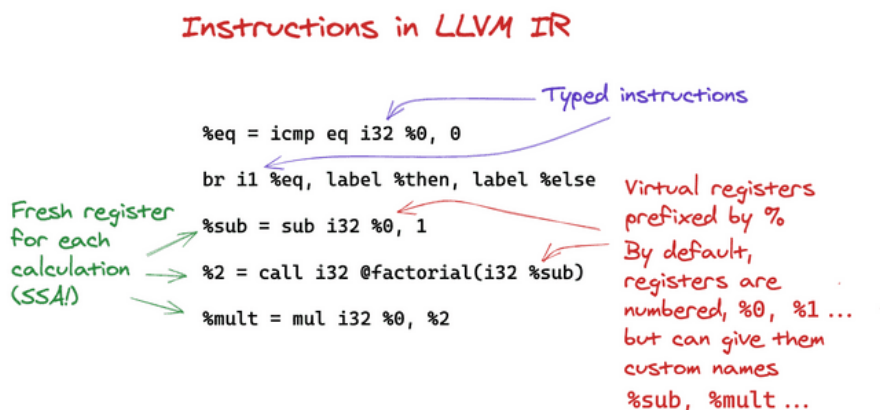 Instructions in LLVM IR
Typed instructions
%eq = icmp eq i32 %0, 0
br i1 %eq, label %then, label %else
%sub = sub i32 %0, 1
%2 = call i32 @factorial(i32 %sub)
%mult = mul i32 %0, %2
Fresh register
for each
calculation
(SSA!)
Virtual registers
prefixed by %
By default,
registers are
numbered, %0, %1 ...
but can give them
custom names
%sub, %mult ...